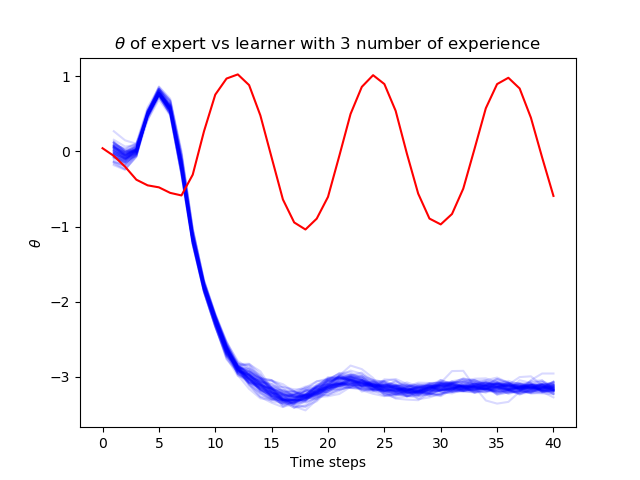 θ of expert vs learner with 3 number of experience
1
0
−1
−2
−3
θ
0 5 10 15 20 25 30 35 40
Time steps